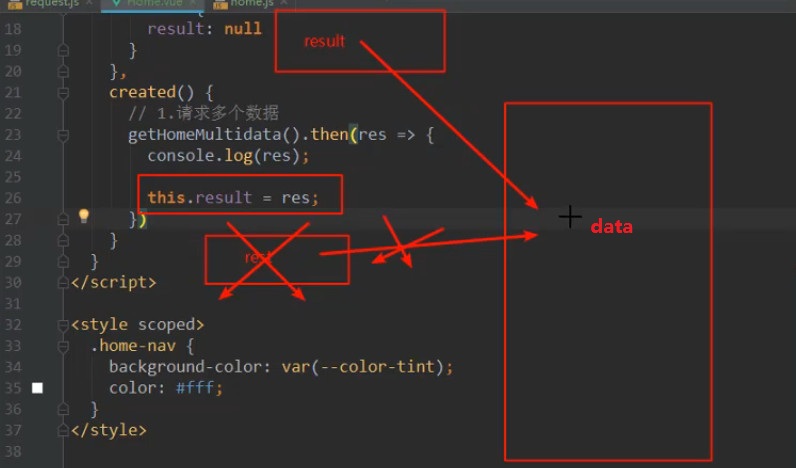 request.js × Home.vue × home.js ×
18 result: null
result
19 }
20 },
21 created() {
22 // 1.请求多个数据
23 getHomeMultidata().then(res => {
24 console.log(res);
25
26 this.result = res;
27 })
data
28 }
29 }
res
30 </script>
31
32 <style scoped>
33 .home-nav {
34 background-color: var(--color-tint);
35 color: #fff;
36 }
37 </style>
38